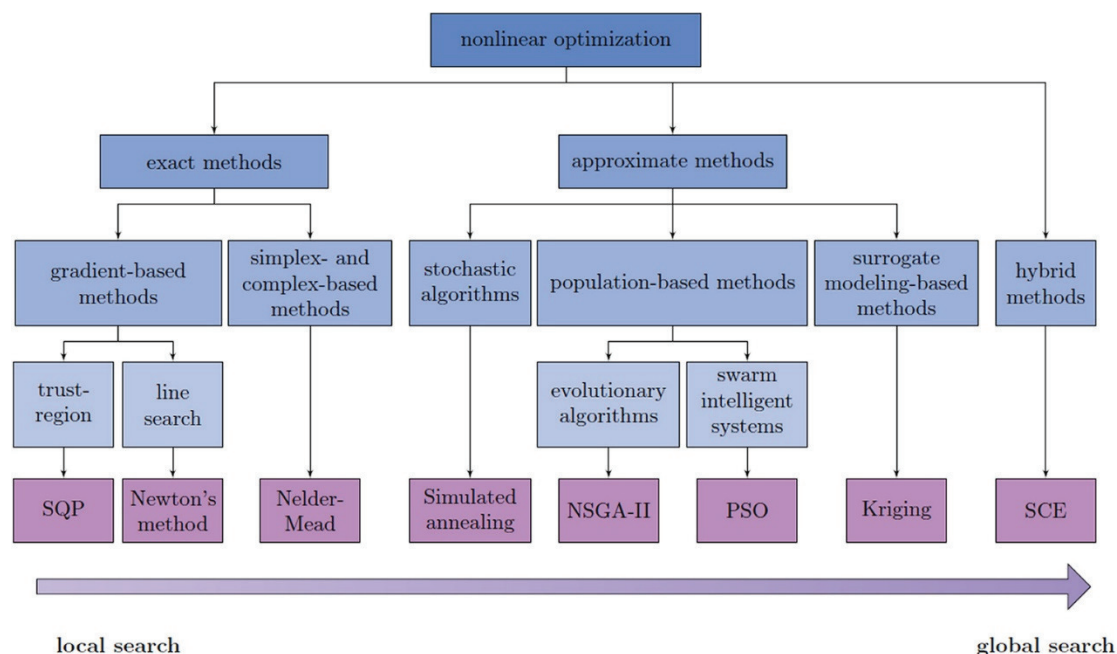 nonlinear optimization
exact methods
approximate methods
gradient-based
methods
simplex- and
complex-based
methods
stochastic
algorithms
population-based methods
surrogate
modeling-based
methods
hybrid
methods
trust-
region
line
search
evolutionary
algorithms
swarm
intelligent
systems
SQP
Newton's
method
Nelder-
Mead
Simulated
annealing
NSGA-II
PSO
Kriging
SCE
local search
global search